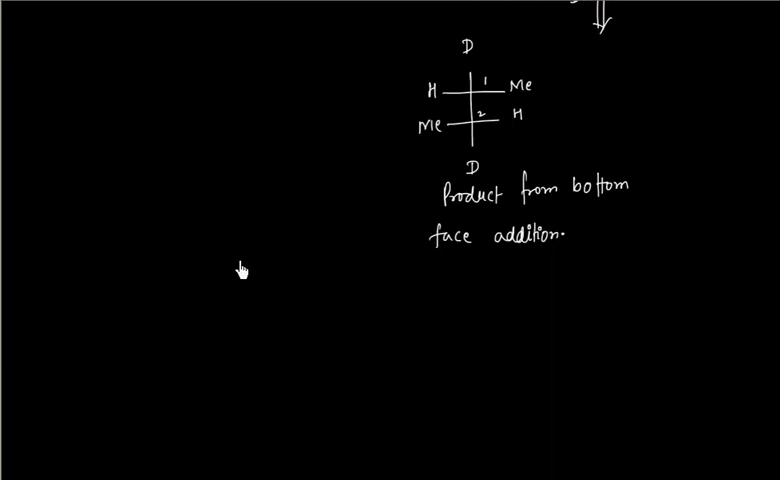 D
H 1 Me
Me 2 H
D
Product from bottom
face addition.